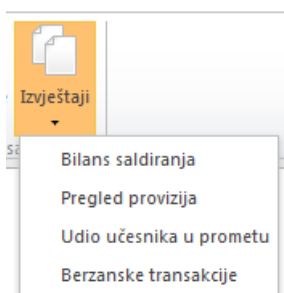 Izvještaji
Bilans saldiranja
Pregled provizija
Udio učesnika u prometu
Berzanske transakcije